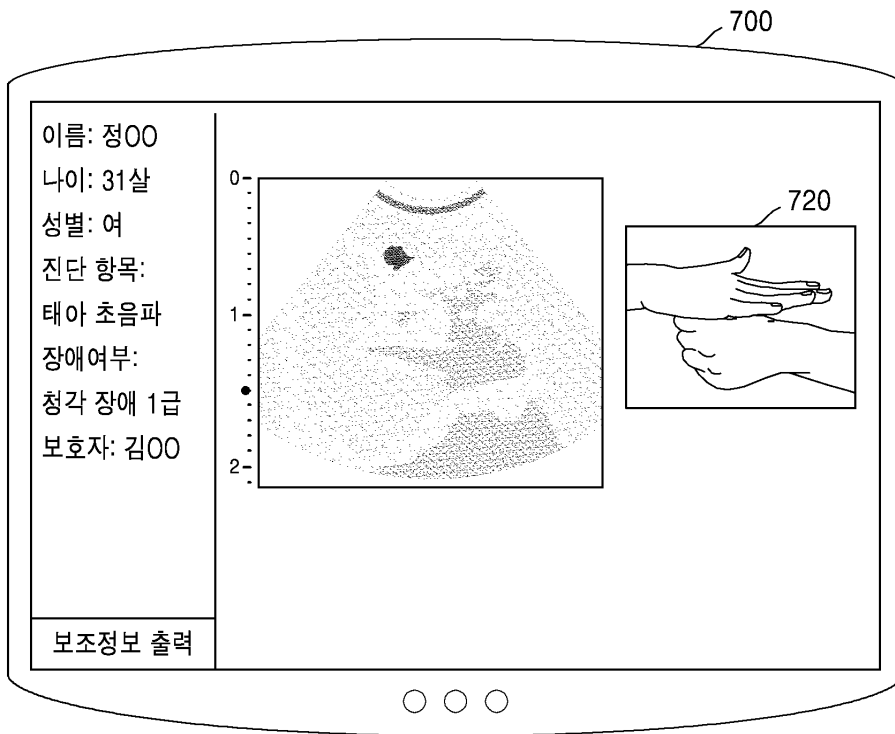 700
이름: 정OO
나이: 31살
성별: 여
진단 항목:
태아 초음파
장애여부:
청각 장애 1급
보호자: 김OO
보조정보 출력
0
1
2
720